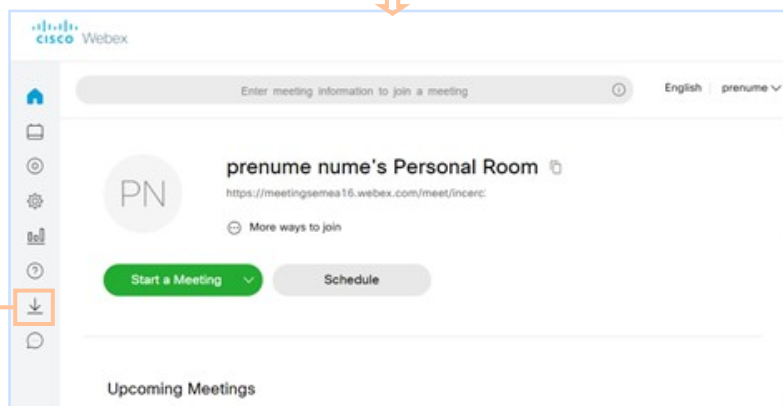 CISCO Webex
Enter meeting information to join a meeting
English prenume
PN
prenume nume's Personal Room
https://meetingsemea16.webex.com/meet/incerc
More ways to join
Start a Meeting
Schedule
Upcoming Meetings